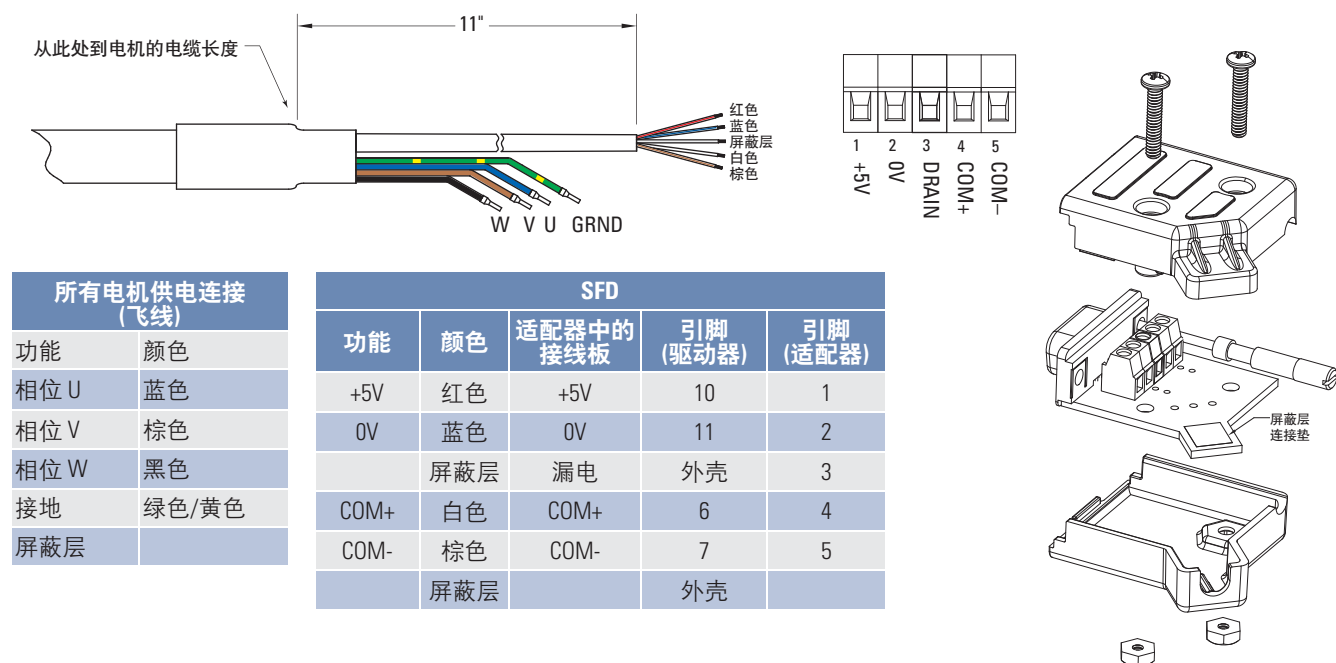 11"
从此处到电机的电缆长度
红色
蓝色
屏蔽层
白色
棕色
W V U GRND
1 2 3 4 5
+5V
0V
DRAIN
COM+
COM–
所有电机供电连接
(飞线)
功能 颜色
相位 U 蓝色
相位 V 棕色
相位 W 黑色
接地 绿色/黄色
屏蔽层
SFD
功能 颜色 适配器中的接线板 引脚(驱动器) 引脚(适配器)
+5V 红色 +5V 10 1
0V 蓝色 0V 11 2
屏蔽层 漏电 外壳 3
COM+ 白色 COM+ 6 4
COM- 棕色 COM- 7 5
屏蔽层 外壳
屏蔽层
连接垫